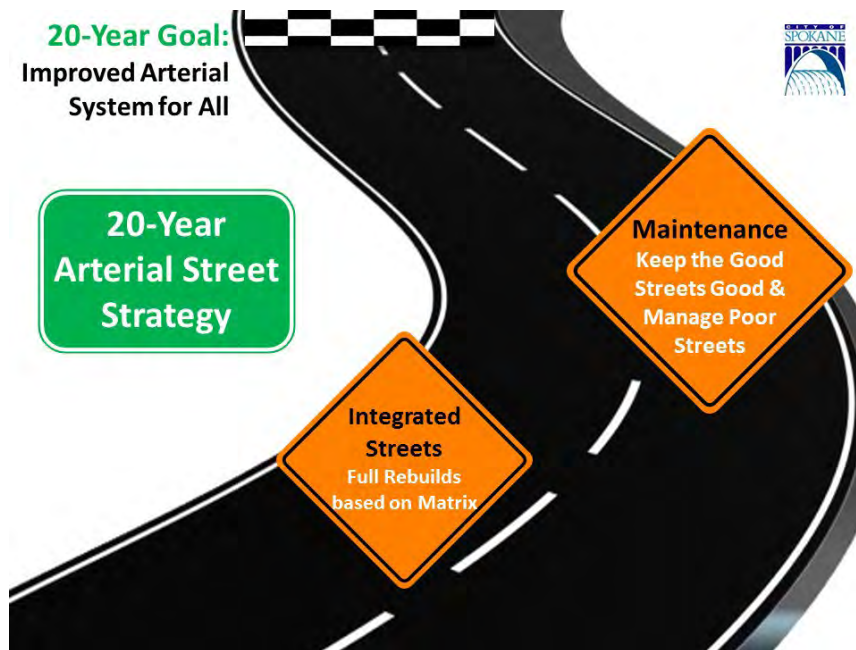 20-Year Goal:
Improved Arterial
System for All
CITY OF
SPOKANE
20-Year
Arterial Street
Strategy
Maintenance
Keep the Good
Streets Good &
Manage Poor
Streets
Integrated
Streets
Full Rebuilds
based on Matrix